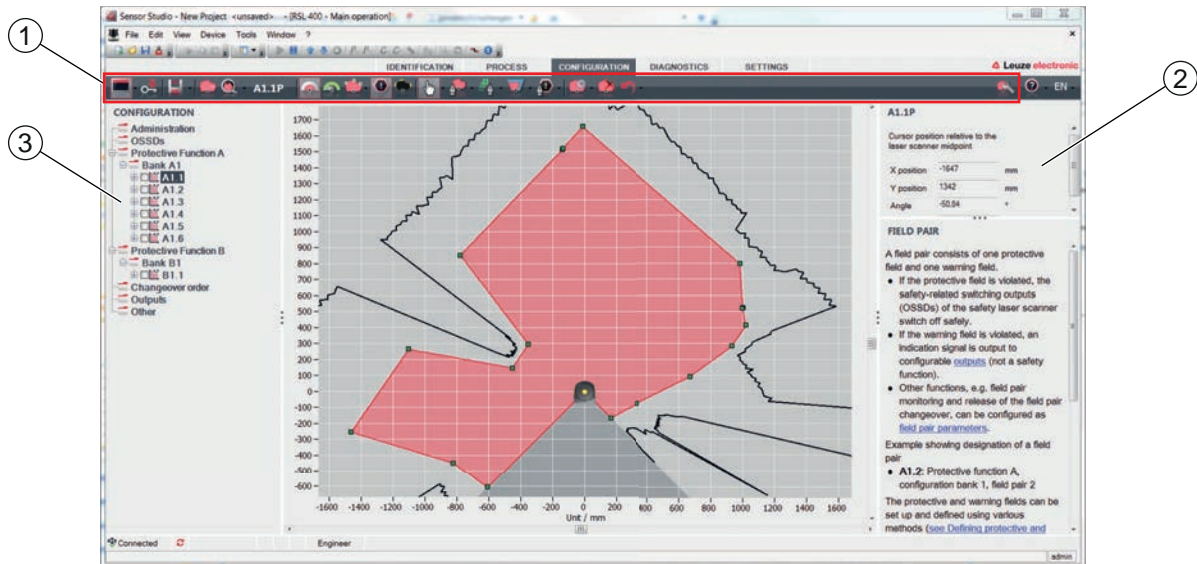 Sensor Studio - New Project <unsaved> - [RSL 400 - Main operation]
File Edit View Device Tools Window ?
IDENTIFICATION PROCESS CONFIGURATION DIAGNOSTICS SETTINGS
Leuze electronic
1
A1.1P
EN
2
3
CONFIGURATION
Administration
OSSDs
Protective Function A
Bank A1
A1.1
A1.2
A1.3
A1.4
A1.5
A1.6
Protective Function B
Bank B1
B1.1
Changeover order
Outputs
Other
1700
1600
1500
1400
1300
1200
1100
1000
900
800
700
600
500
400
300
200
100
0
-100
-200
-300
-400
-500
-600
-1600 -1400 -1200 -1000 -800 -600 -400 -200 0 200 400 600 800 1000 1200 1400 1600
Unit / mm
A1.1P
Cursor position relative to the
laser scanner midpoint
X position -1647 mm
Y position 1342 mm
Angle -50.84 °
FIELD PAIR
A field pair consists of one protective
field and one warning field.
• If the protective field is violated, the
safety-related switching outputs
(OSSDs) of the safety laser scanner
switch off safely.
• If the warning field is violated, an
indication signal is output to
configurable outputs (not a safety
function).
• Other functions, e.g. field pair
monitoring and release of the field pair
changeover, can be configured as
field pair parameters.
Example showing designation of a field
pair
• A1.2: Protective function A,
configuration bank 1, field pair 2
The protective and warning fields can be
set up and defined using various
methods (see Defining protective and
Connected
Engineer
admin